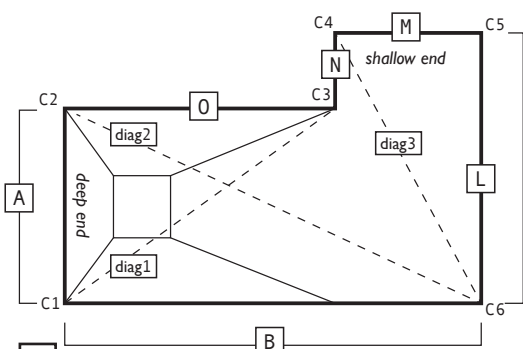 C4
M
C5
N
shallow end
C2
O
C3
diag2
diag3
A
deep end
L
diag1
C1
C6
B